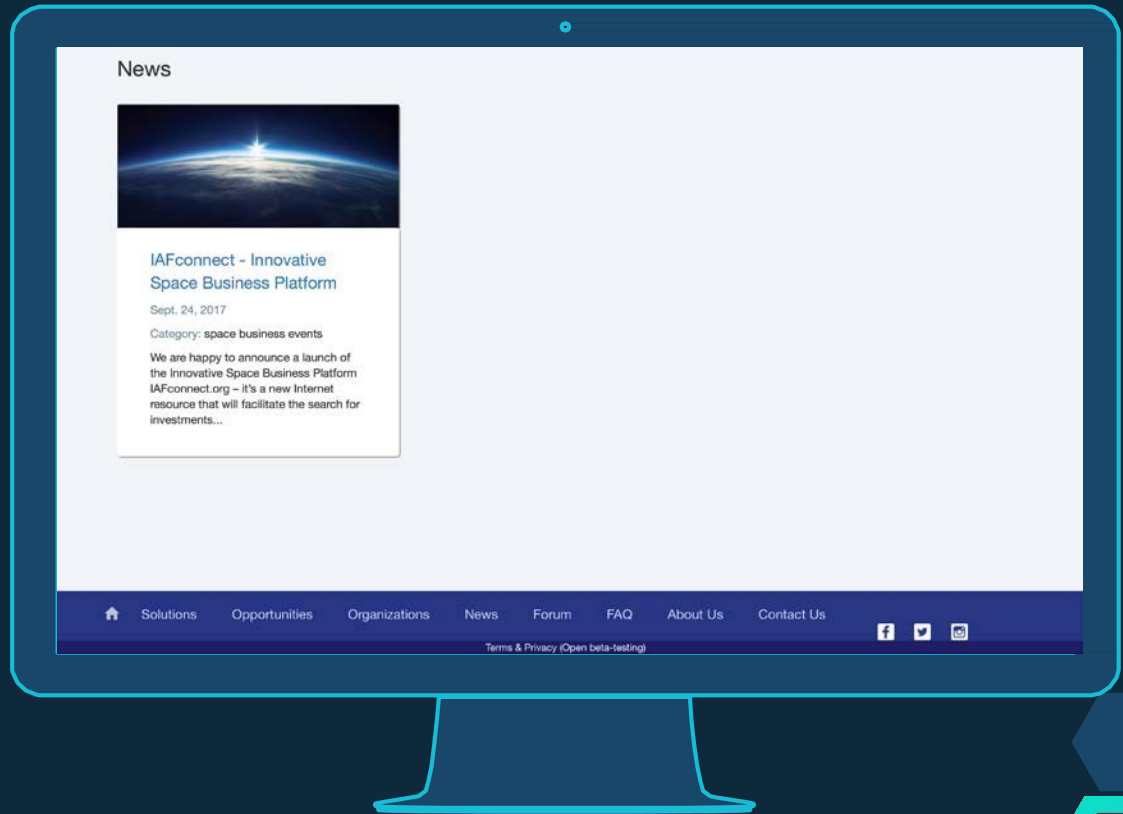 News
IAFconnect - Innovative
Space Business Platform
Sept. 24, 2017
Category: space business events
We are happy to announce a launch of
the Innovative Space Business Platform
IAFconnect.org – it's a new Internet
resource that will facilitate the search for
investments...
Solutions Opportunities Organizations News Forum FAQ About Us Contact Us
Terms & Privacy (Open beta-testing)